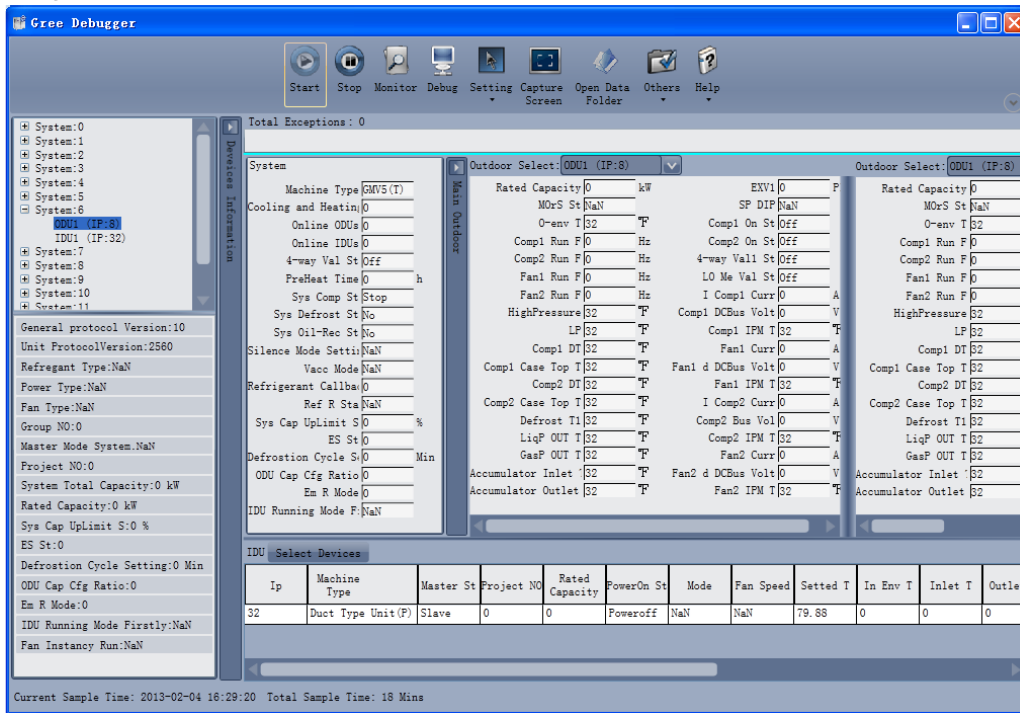 Gree Debugger
Start Stop Monitor Debug Setting Capture Screen Open Data Folder Others Help
System:0
System:1
System:2
System:3
System:4
System:5
System:6
ODU1 (IP:8)
IDU1 (IP:32)
System:7
System:8
System:9
System:10
System:11
General protocol Version:10
Unit ProtocolVersion:2560
Refregant Type:NaN
Power Type:NaN
Fan Type:NaN
Group NO:0
Master Mode System.NaN
Project NO:0
System Total Capacity:0 kW
Rated Capacity:0 kW
Sys Cap UpLimit S:0 %
ES St:0
Defrostion Cycle Setting:0 Min
ODU Cap Cfg Ratio:0
Em R Mode:0
IDU Running Mode Firstly:NaN
Fan Instancy Run:NaN
Deveices Information
Total Exceptions: 0
System
Machine Type GMV5(T)
Cooling and Heatin 0
Online ODUs 0
Online IDUs 0
4-way Val St Off
PreHeat Time 0 h
Sys Comp St Stop
Sys Defrost St No
Sys Oil-Rec St No
Silence Mode Setti NaN
Vacc Mode NaN
Refrigerant Callba 0
Ref R Sta NaN
Sys Cap UpLimit S 0 %
ES St 0
Defrostion Cycle S 0 Min
ODU Cap Cfg Ratio 0
Em R Mode 0
IDU Running Mode F NaN
Main Outdoor
Outdoor Select: ODU1 (IP:8)
Rated Capacity 0 kW EXV1 0 P
MOrS St NaN SP DIP NaN
O-env T 32 ℉ Comp1 On St Off
Comp1 Run F 0 Hz Comp2 On St Off
Comp2 Run F 0 Hz 4-way Val1 St Off
Fan1 Run F 0 Hz LO Me Val St Off
Fan2 Run F 0 Hz I Comp1 Curr 0 A
HighPressure 32 ℉ Comp1 DCBus Volt 0 V
LP 32 ℉ Comp1 IPM T 32 ℉
Comp1 DT 32 ℉ Fan1 Curr 0 A
Comp1 Case Top T 32 ℉ Fan1 d DCBus Volt 0 V
Comp2 DT 32 ℉ Fan1 IPM T 32 ℉
Comp2 Case Top T 32 ℉ I Comp2 Curr 0 A
Defrost T1 32 ℉ Comp2 Bus Vol 0 V
LiqP OUT T 32 ℉ Comp2 IPM T 32 ℉
GasP OUT T 32 ℉ Fan2 Curr 0 A
Accumulator Inlet 32 ℉ Fan2 d DCBus Volt 0 V
Accumulator Outlet 32 ℉ Fan2 IPM T 32 ℉
Outdoor Select: ODU1 (IP:8)
Rated Capacity 0
MOrS St NaN
O-env T 32
Comp1 Run F 0
Comp2 Run F 0
Fan1 Run F 0
Fan2 Run F 0
HighPressure 32
LP 32
Comp1 DT 32
Comp1 Case Top T 32
Comp2 DT 32
Comp2 Case Top T 32
Defrost T1 32
LiqP OUT T 32
GasP OUT T 32
Accumulator Inlet 32
Accumulator Outlet 32
IDU Select Devices
Ip Machine Type Master St Project NO Rated Capacity PowerOn St Mode Fan Speed Setted T In Env T Inlet T Outle
32 Duct Type Unit(P) Slave 0 0 Poweroff NaN NaN 79.88 0 0 0
Current Sample Time: 2013-02-04 16:29:20 Total Sample Time: 18 Mins